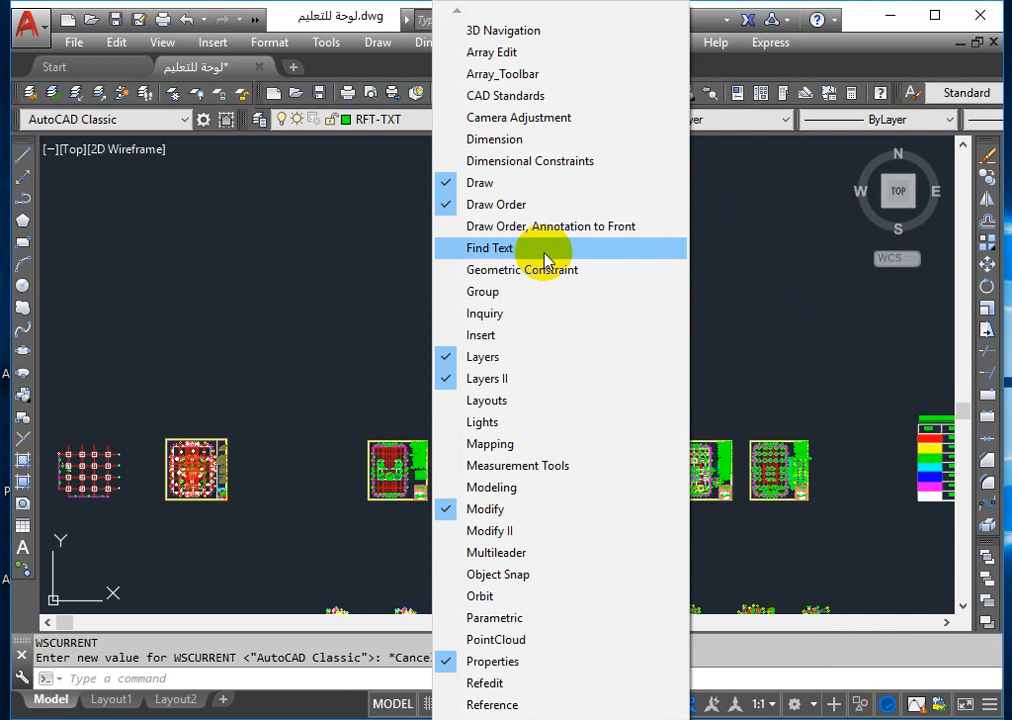 لوحة للتعليم.dwg
File Edit View Insert Format Tools Draw Help Express
Start لوحة للتعليم*
Standard
AutoCAD Classic RFT-TXT ByLayer
[−][Top][2D Wireframe]
N
W TOP E
S
WCS
3D Navigation
Array Edit
Array_Toolbar
CAD Standards
Camera Adjustment
Dimension
Dimensional Constraints
Draw
Draw Order
Draw Order, Annotation to Front
Find Text
Geometric Constraint
Group
Inquiry
Insert
Layers
Layers II
Layouts
Lights
Mapping
Measurement Tools
Modeling
Modify
Modify II
Multileader
Object Snap
Orbit
Parametric
PointCloud
Properties
Refedit
Reference
Y
X
WSCURRENT
Enter new value for WSCURRENT <"AutoCAD Classic">: *Cancel
Type a command
Model Layout1 Layout2 +
MODEL 1:1